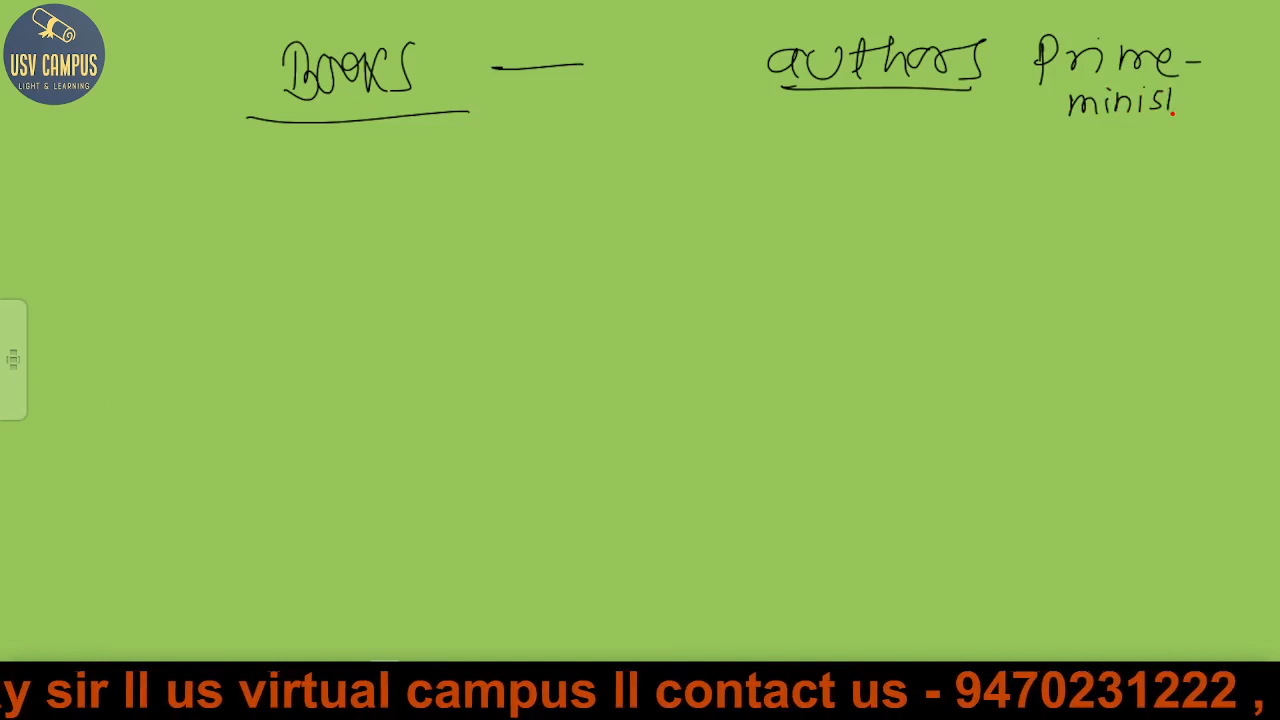 USV CAMPUS
LIGHT & LEARNING
Books — authors Prime-
minist
y sir ll us virtual campus ll contact us - 9470231222 ,